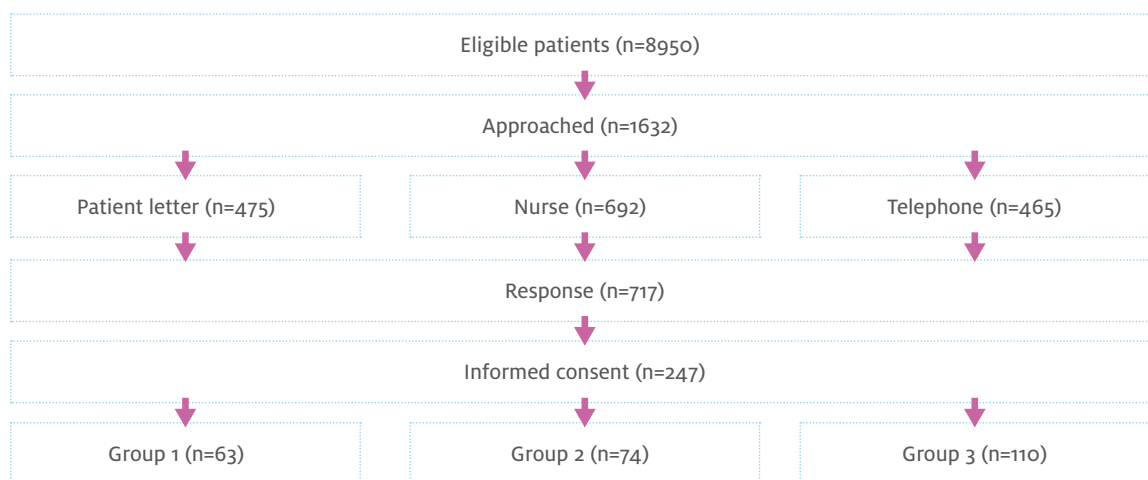 Eligible patients (n=8950)
Approached (n=1632)
Patient letter (n=475)
Nurse (n=692)
Telephone (n=465)
Response (n=717)
Informed consent (n=247)
Group 1 (n=63)
Group 2 (n=74)
Group 3 (n=110)